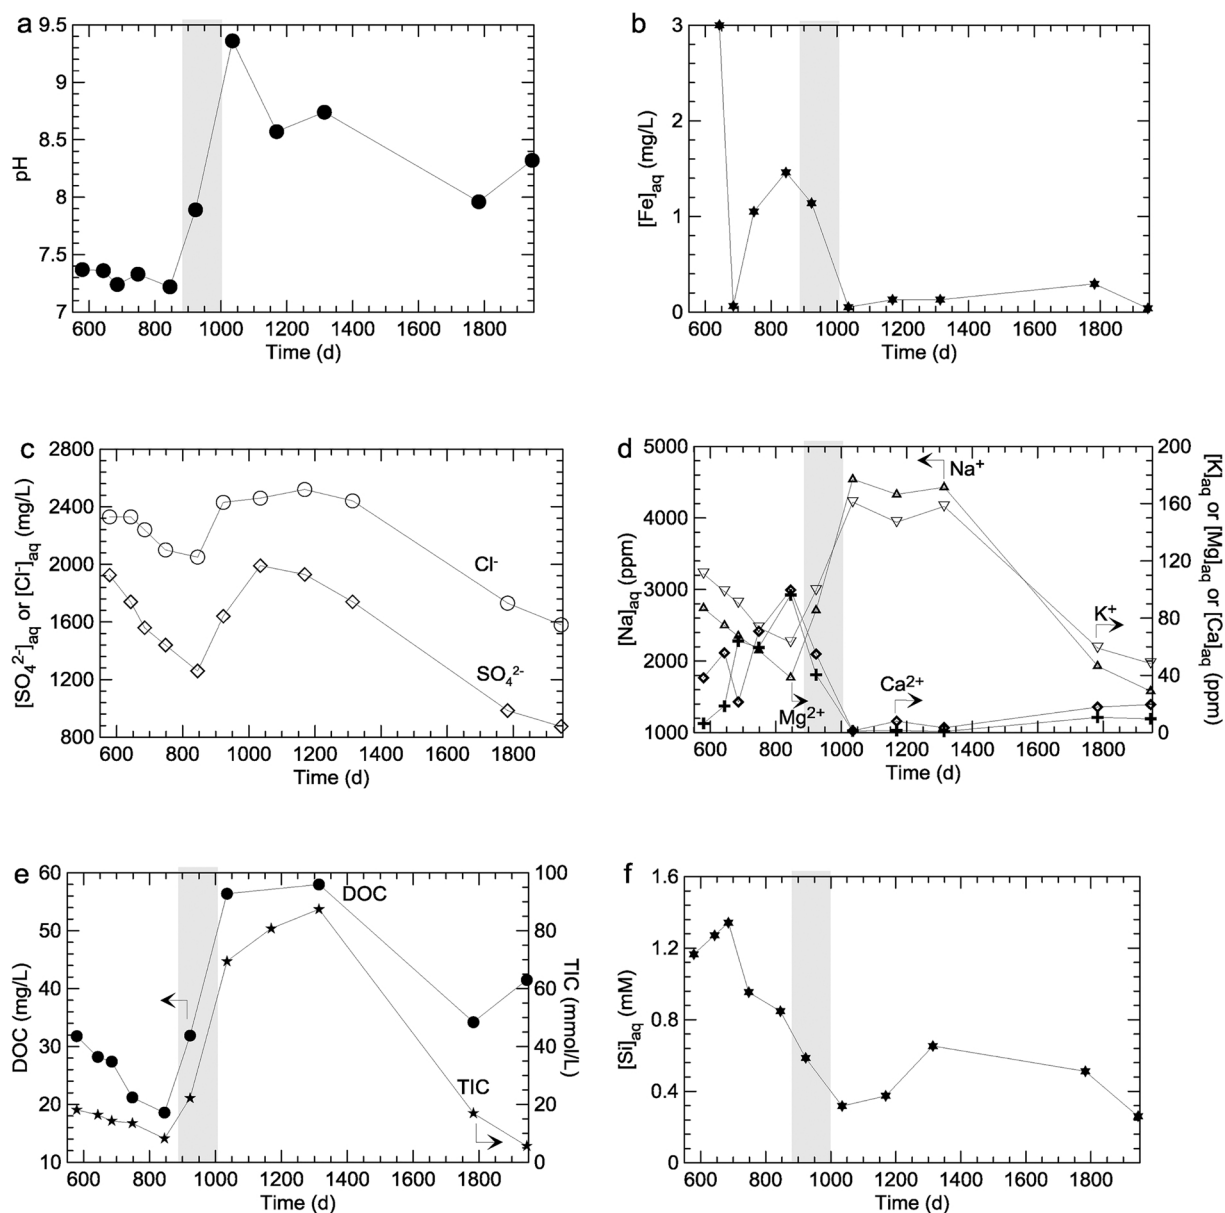 a
9.5
9
8.5
8
7.5
7
pH
600 800 1000 1200 1400 1600 1800
Time (d)
b
3
2
1
0
[Fe]aq (mg/L)
600 800 1000 1200 1400 1600 1800
Time (d)
c
2800
2400
2000
1600
1200
800
[SO₄²⁻]aq or [Cl⁻]aq (mg/L)
Cl⁻
SO₄²⁻
600 800 1000 1200 1400 1600 1800
Time (d)
d
5000
4000
3000
2000
1000
[Na]aq (ppm)
Na⁺
K⁺
Ca²⁺
Mg²⁺
200
160
120
80
40
0
[K]aq or [Mg]aq or [Ca]aq (ppm)
600 800 1000 1200 1400 1600 1800
Time (d)
e
60
50
40
30
20
10
DOC (mg/L)
DOC
TIC
100
80
60
40
20
0
TIC (mmol/L)
600 800 1000 1200 1400 1600 1800
Time (d)
f
1.6
1.2
0.8
0.4
0
[Si]aq (mM)
600 800 1000 1200 1400 1600 1800
Time (d)